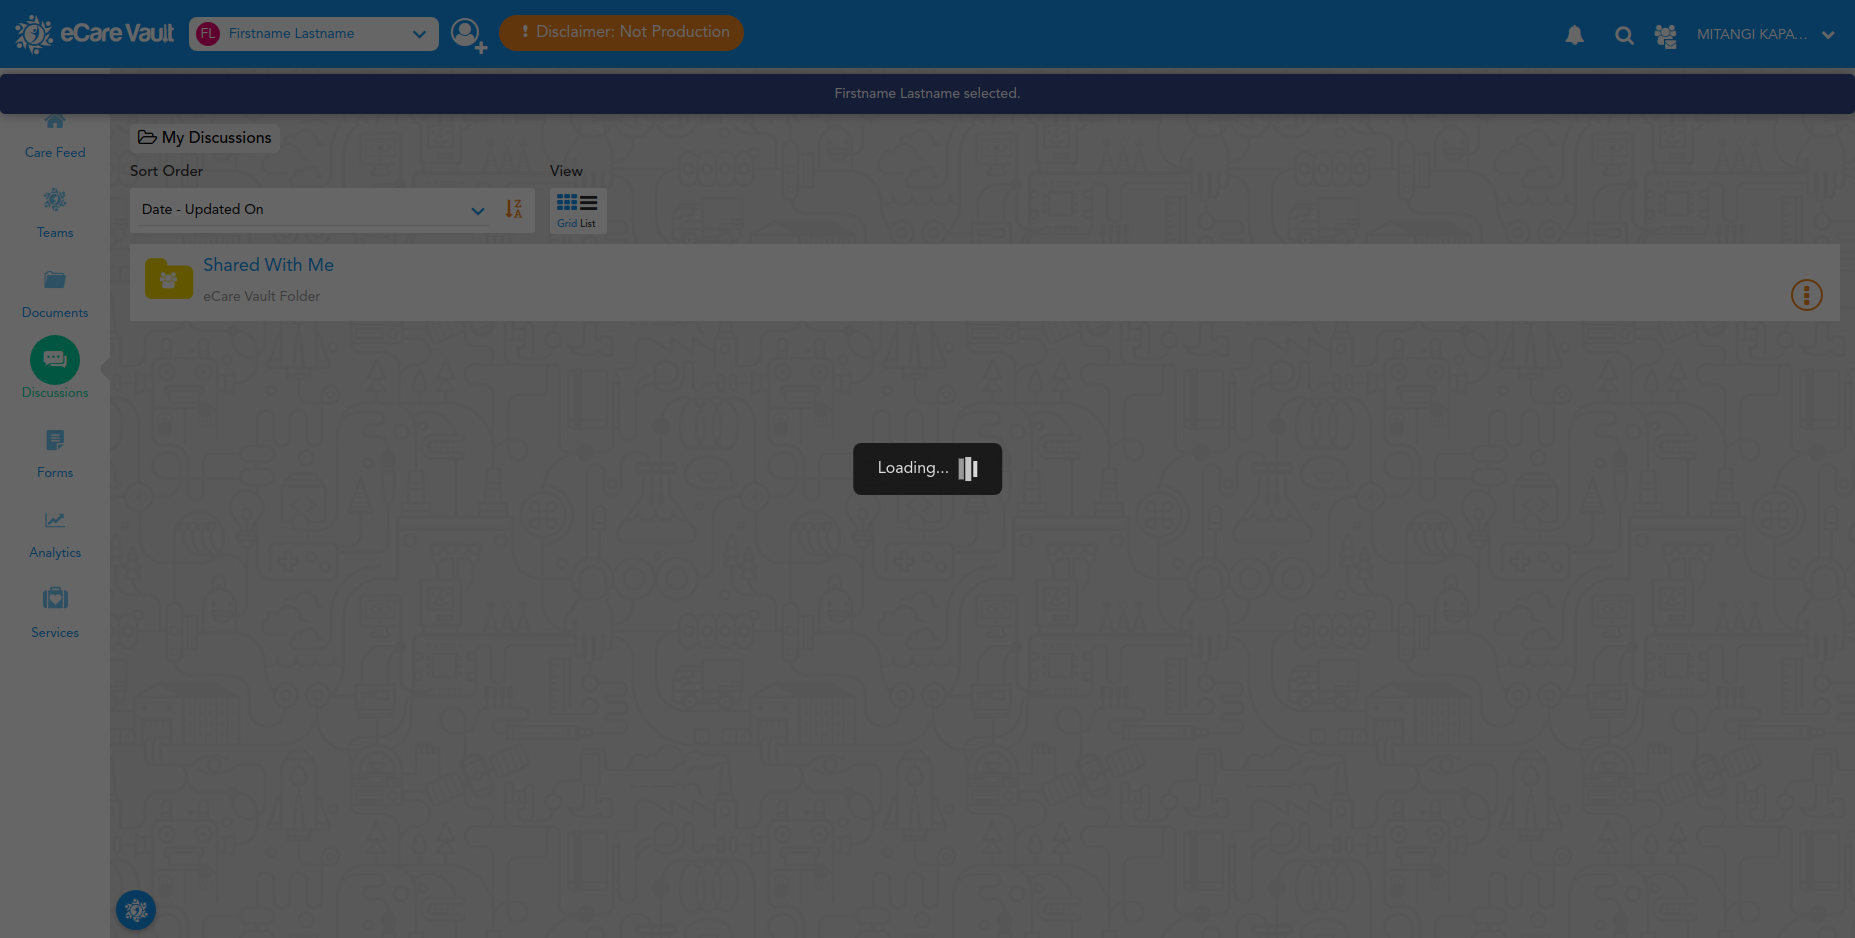 eCare Vault
FL Firstname Lastname
Disclaimer: Not Production
MITANGI KAPA...
Firstname Lastname selected.
Care Feed
Teams
Documents
Discussions
Forms
Analytics
Services
My Discussions
Sort Order
Date - Updated On
Z
A
View
Grid List
Shared With Me
eCare Vault Folder
Loading...